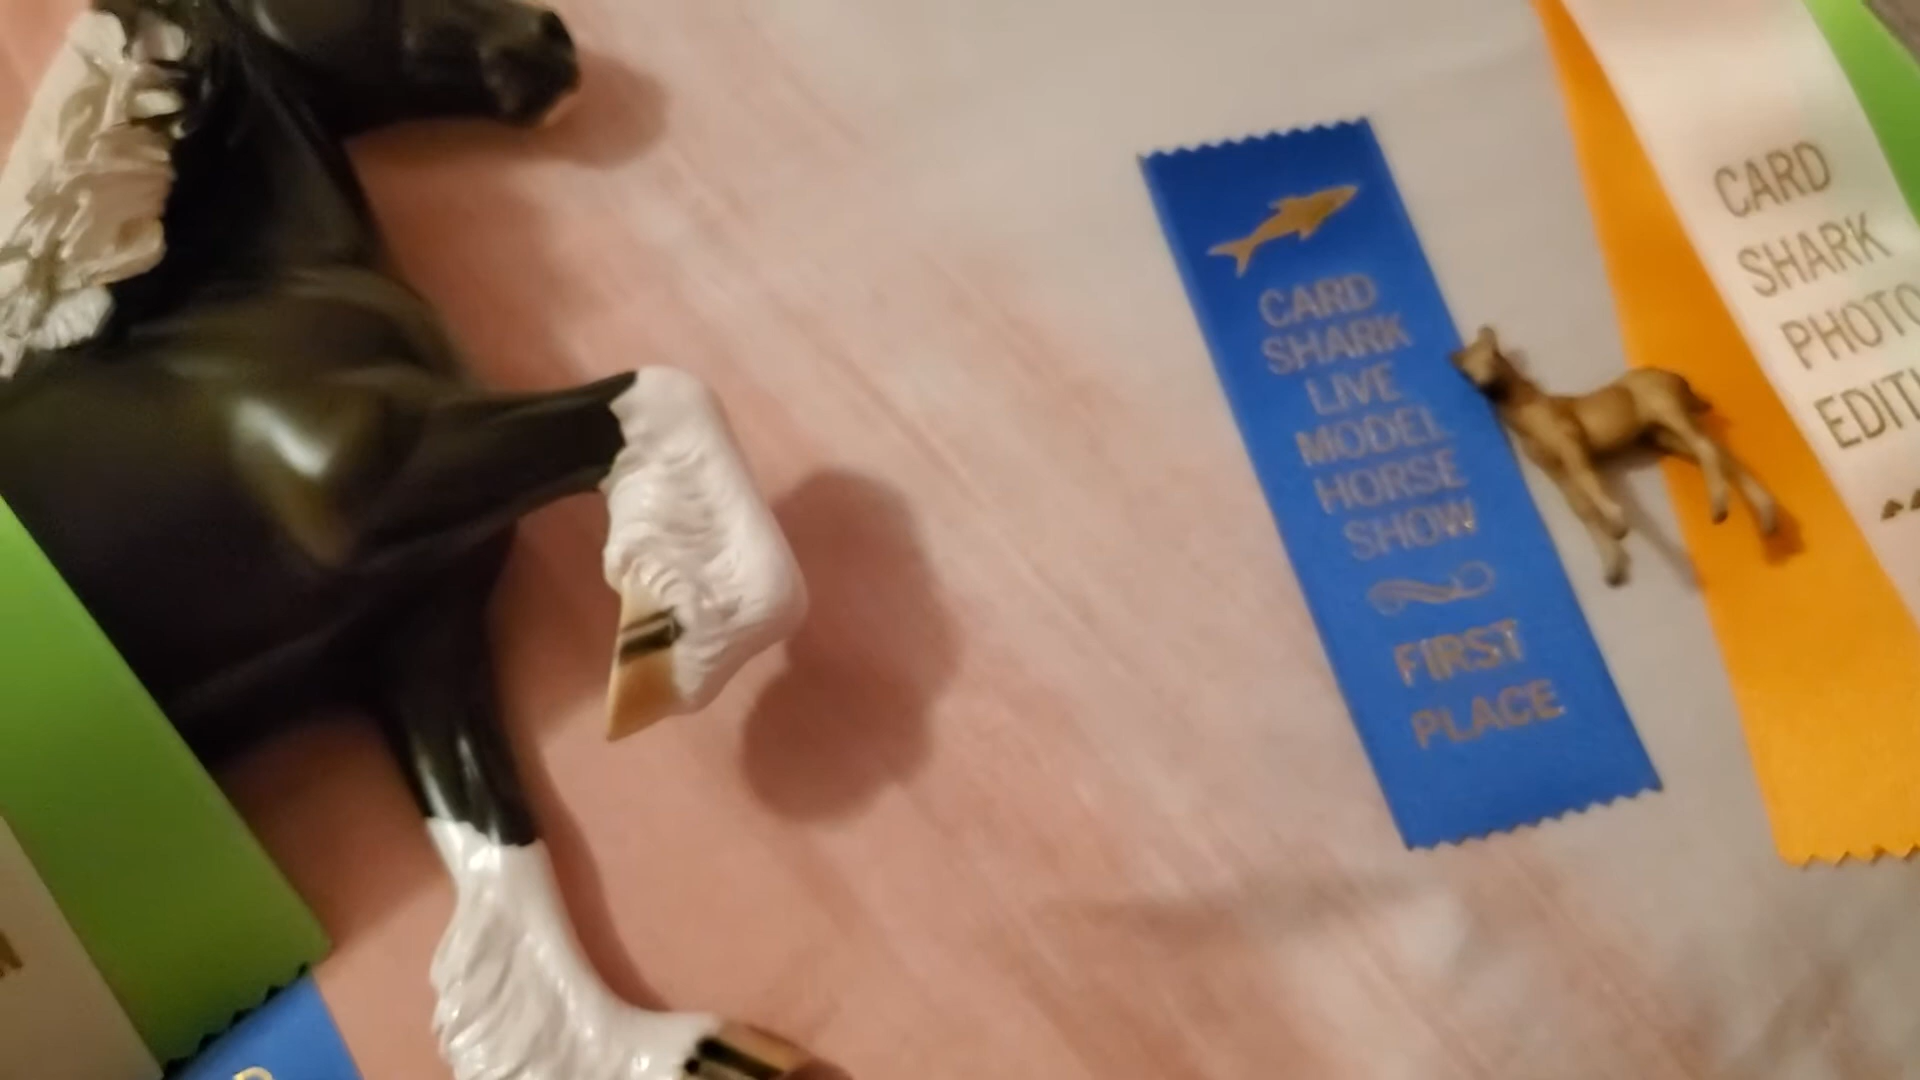 CARD
SHARK
LIVE
MODEL
HORSE
SHOW
FIRST
PLACE
CARD
SHARK
PHOTO